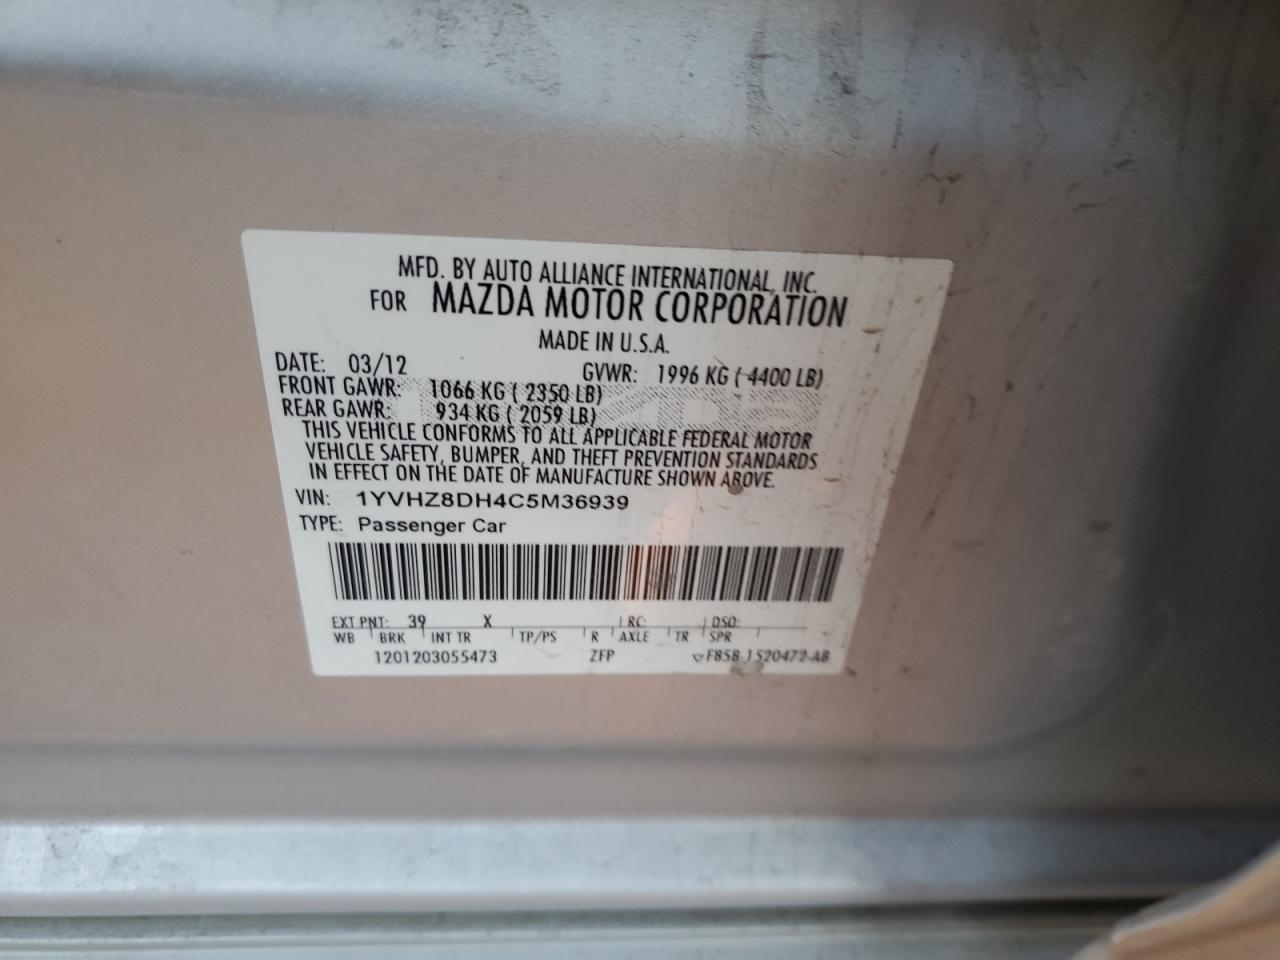 MFD. BY AUTO ALLIANCE INTERNATIONAL, INC.
FOR MAZDA MOTOR CORPORATION
MADE IN U.S.A.
DATE: 03/12 GVWR: 1996 KG ( 4400 LB)
FRONT GAWR: 1066 KG ( 2350 LB)
REAR GAWR: 934 KG ( 2059 LB)
THIS VEHICLE CONFORMS TO ALL APPLICABLE FEDERAL MOTOR
VEHICLE SAFETY, BUMPER, AND THEFT PREVENTION STANDARDS
IN EFFECT ON THE DATE OF MANUFACTURE SHOWN ABOVE.
VIN: 1YVHZ8DH4C5M36939
TYPE: Passenger Car
EXT PNT: 39 X RC: DSO:
WB BRK INT TR TP/PS R AXLE TR SPR
1201203055473 ZFP F85B-1520472-AB